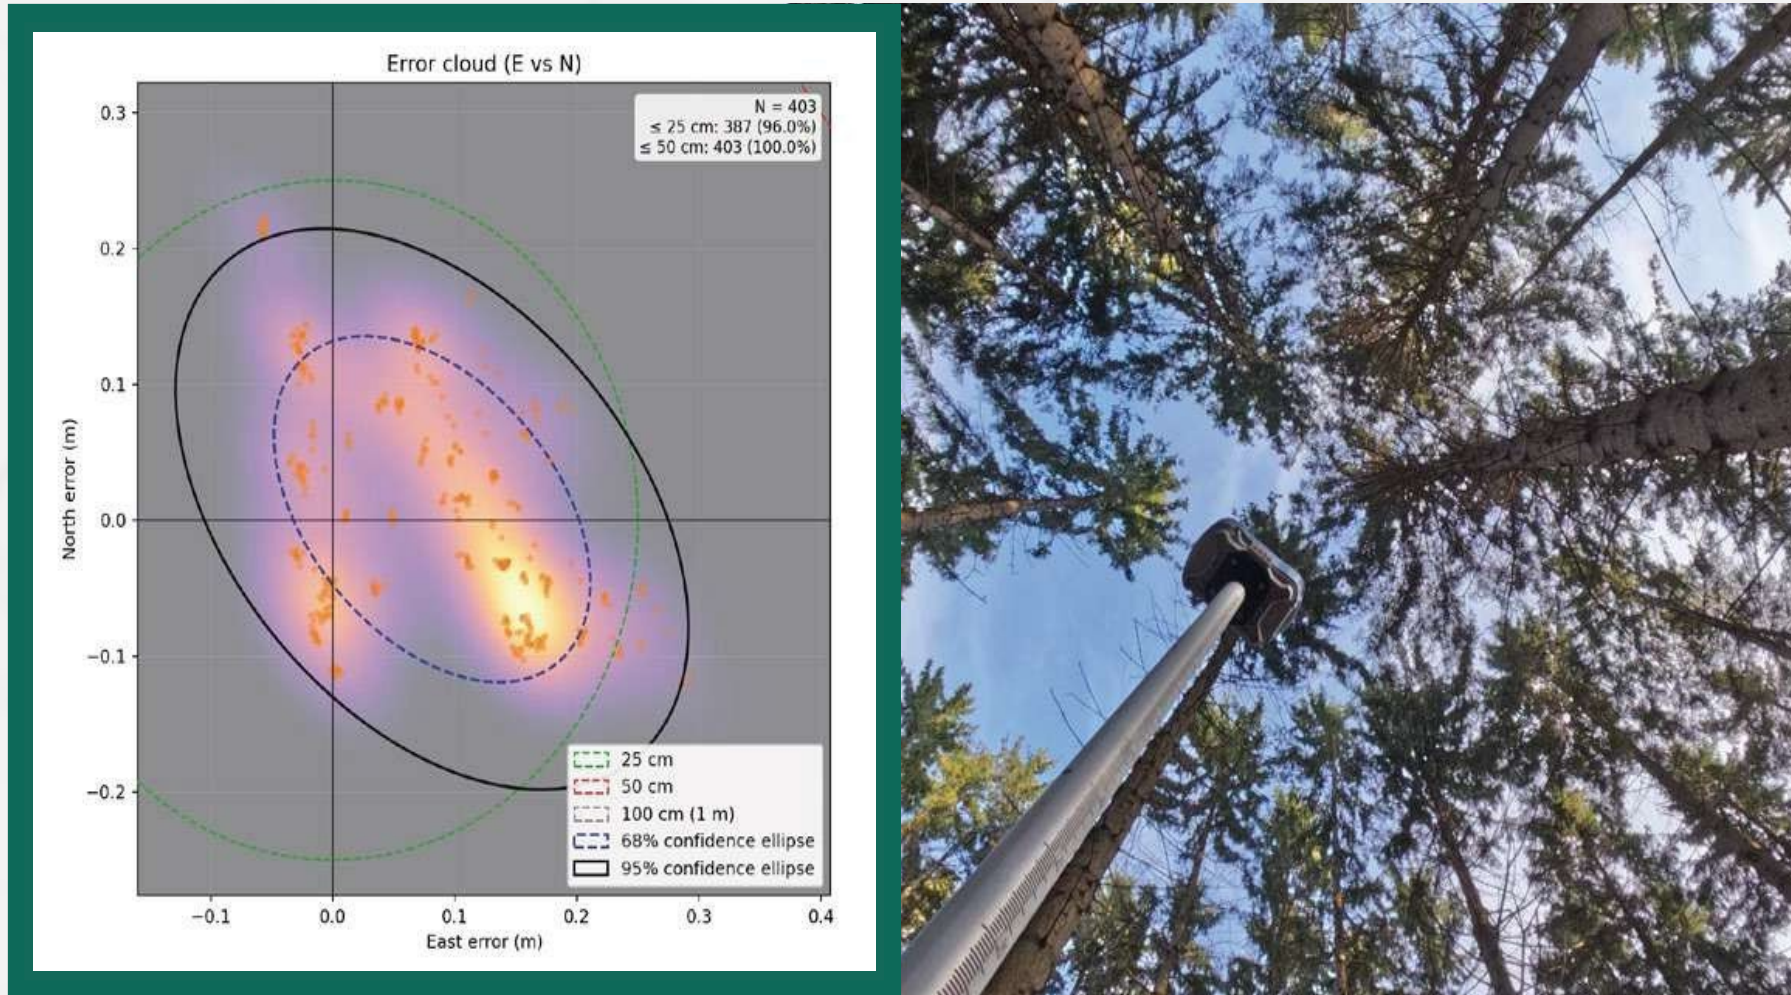 Error cloud (E vs N)
N = 403
≤ 25 cm: 387 (96.0%)
≤ 50 cm: 403 (100.0%)
0.3
0.2
0.1
0.0
−0.1
−0.2
North error (m)
25 cm
50 cm
100 cm (1 m)
68% confidence ellipse
95% confidence ellipse
−0.1 0.0 0.1 0.2 0.3 0.4
East error (m)